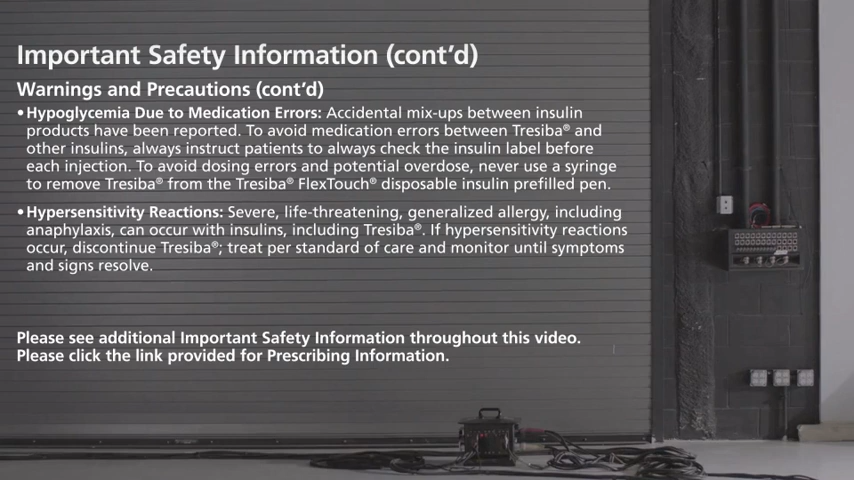 Important Safety Information (cont'd)
Warnings and Precautions (cont'd)
•Hypoglycemia Due to Medication Errors: Accidental mix-ups between insulin
products have been reported. To avoid medication errors between Tresiba® and
other insulins, always instruct patients to always check the insulin label before
each injection. To avoid dosing errors and potential overdose, never use a syringe
to remove Tresiba® from the Tresiba® FlexTouch® disposable insulin prefilled pen.
•Hypersensitivity Reactions: Severe, life-threatening, generalized allergy, including
anaphylaxis, can occur with insulins, including Tresiba®. If hypersensitivity reactions
occur, discontinue Tresiba®; treat per standard of care and monitor until symptoms
and signs resolve.
Please see additional Important Safety Information throughout this video.
Please click the link provided for Prescribing Information.